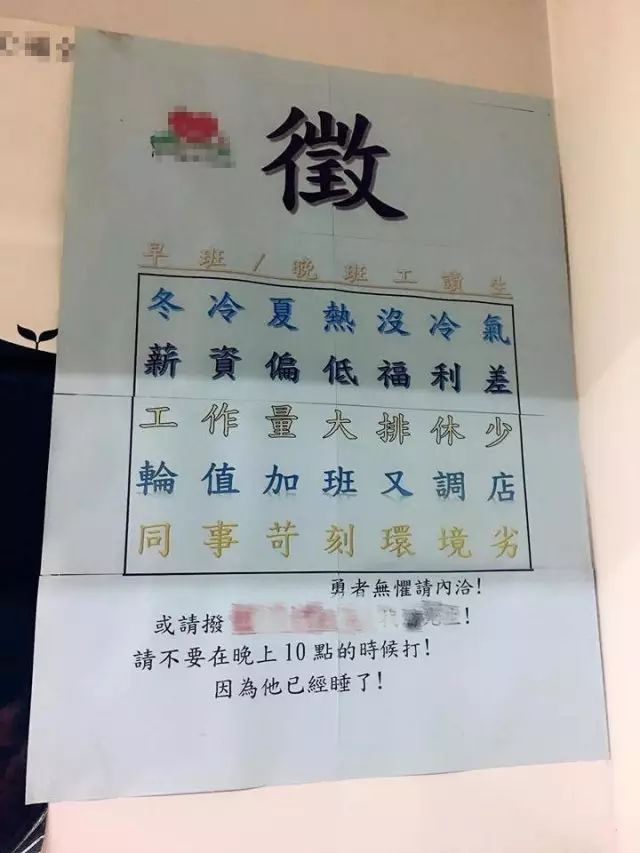 徵
早班/晚班工讀生
冬冷夏熱沒冷氣
薪資偏低福利差
工作量大排休少
輪值加班又調店
同事苛刻環境劣
勇者無懼請內洽!
或請撥 !
請不要在晚上10點的時候打!
因為他已經睡了!